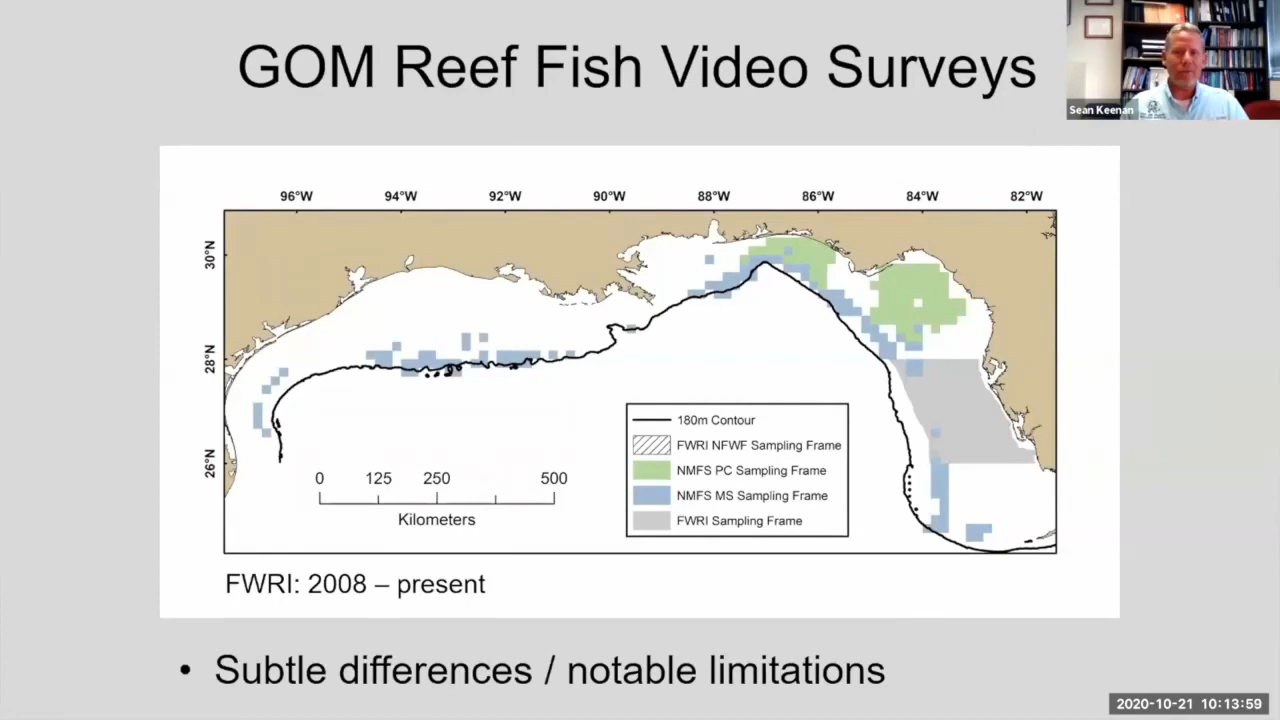 GOM Reef Fish Video Surveys
Sean Keenan
96°W 94°W 92°W 90°W 88°W 86°W 84°W 82°W
30°N
28°N
26°N
180m Contour
FWRI NFWF Sampling Frame
NMFS PC Sampling Frame
NMFS MS Sampling Frame
FWRI Sampling Frame
0 125 250 500
Kilometers
FWRI: 2008 – present
• Subtle differences / notable limitations
2020-10-21 10:13:59